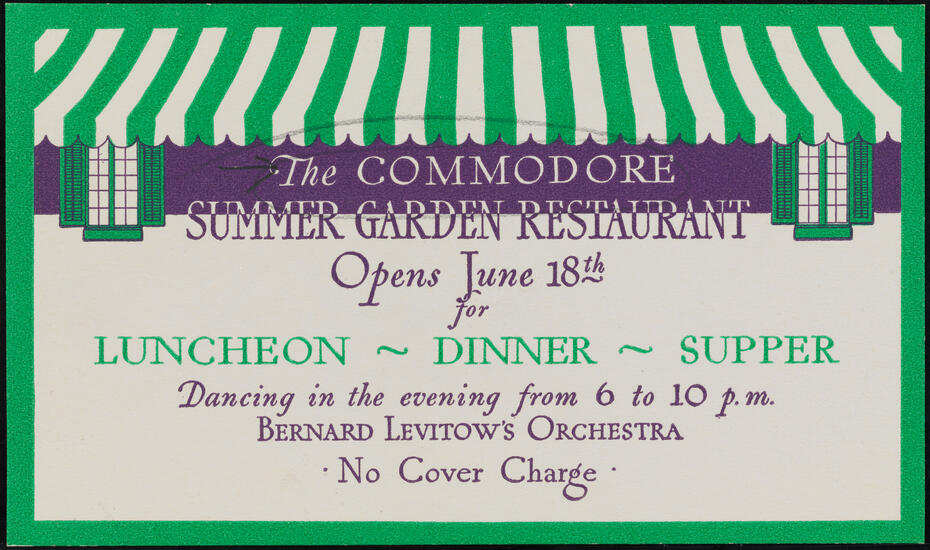 The COMMODORE
SUMMER GARDEN RESTAURANT
Opens June 18th
for
LUNCHEON ~ DINNER ~ SUPPER
Dancing in the evening from 6 to 10 p.m.
BERNARD LEVITOW'S ORCHESTRA
· No Cover Charge ·